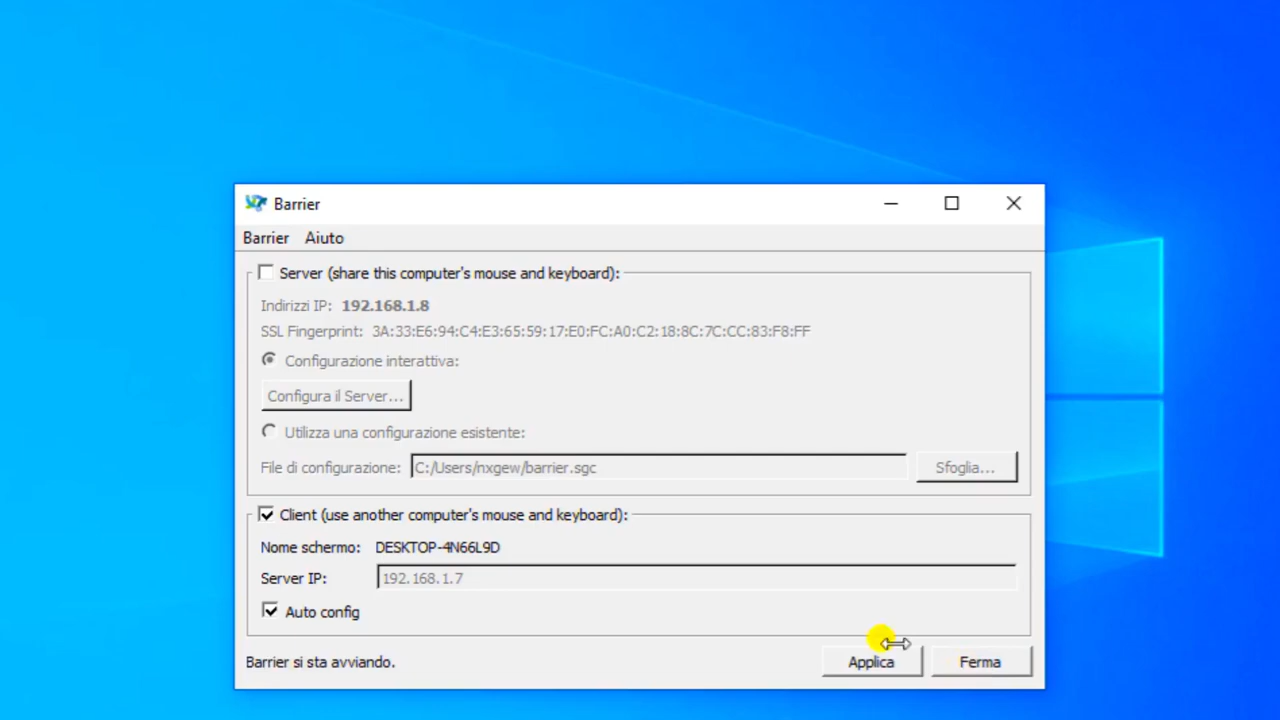 Barrier
Barrier Aiuto
Server (share this computer's mouse and keyboard):
Indirizzi IP: 192.168.1.8
SSL Fingerprint: 3A:33:E6:94:C4:E3:65:59:17:E0:FC:A0:C2:18:8C:7C:CC:83:F8:FF
Configurazione interattiva:
Configura il Server...
Utilizza una configurazione esistente:
File di configurazione: C:/Users/nxgew/barrier.sgc Sfoglia...
Client (use another computer's mouse and keyboard):
Nome schermo: DESKTOP-4N66L9D
Server IP: 192.168.1.7
Auto config
Barrier si sta avviando. Applica Ferma